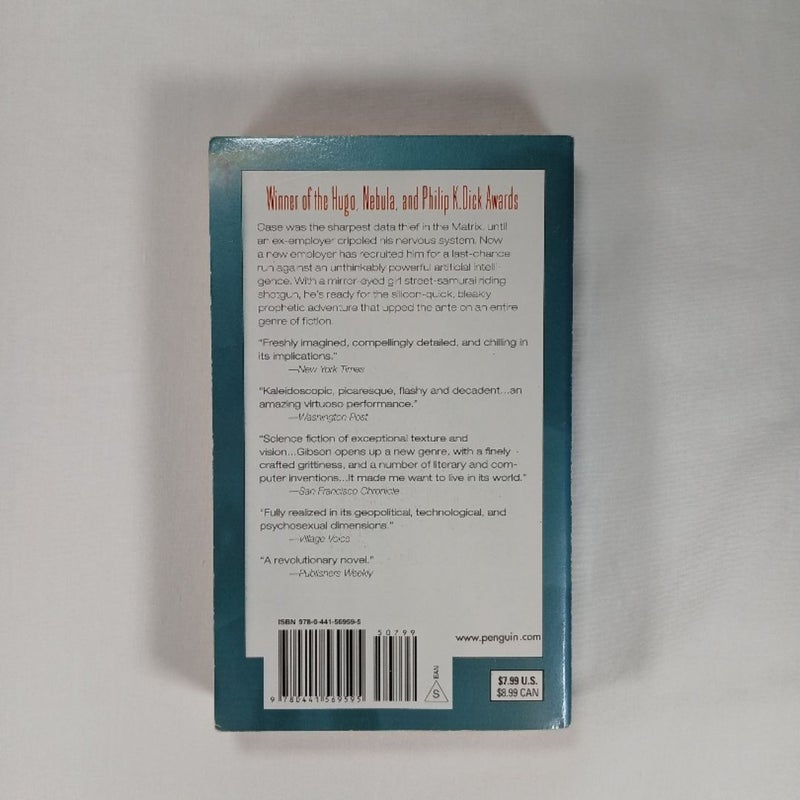 Winner of the Hugo, Nebula, and Philip K. Dick Awards
Case was the sharpest data thief in the Matrix, until
an ex-employer crippled his nervous system. Now
a new employer has recruited him for a last-chance
run against an unthinkably powerful artificial intelli-
gence. With a mirror-eyed girl street-samurai riding
shotgun, he's ready for the silicon-quick, bleakly
prophetic adventure that upped the ante on an entire
genre of fiction.
"Freshly imagined, compellingly detailed, and chilling in
its implications."
—New York Times
"Kaleidoscopic, picaresque, flashy and decadent...an
amazing virtuoso performance."
—Washington Post
"Science fiction of exceptional texture and
vision...Gibson opens up a new genre, with a finely
crafted grittiness, and a number of literary and com-
puter inventions...It made me want to live in its world."
—San Francisco Chronicle
"Fully realized in its geopolitical, technological, and
psychosexual dimensions."
—Village Voice
"A revolutionary novel."
—Publishers Weekly
ISBN 978-0-441-56959-5
50799
www.penguin.com
EAN
S
$7.99 U.S.
$8.99 CAN
9 780441 569595